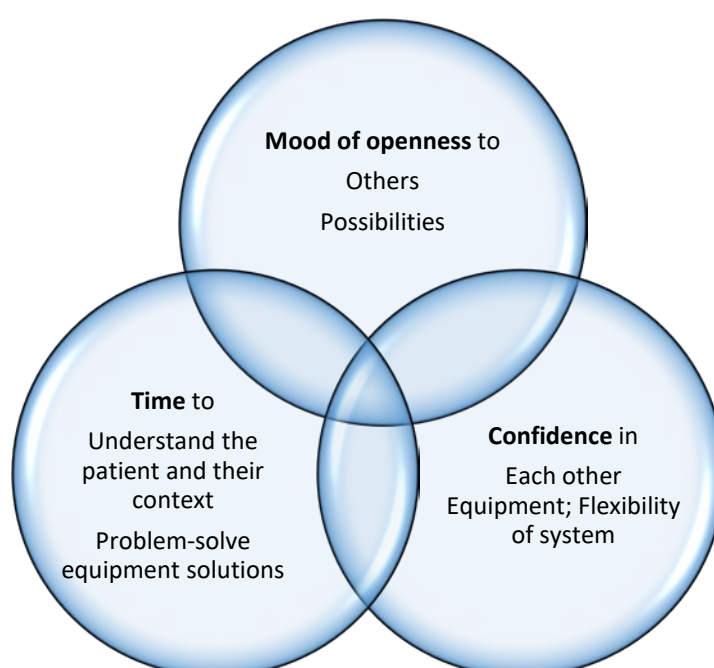 Mood of openness to
Others
Possibilities
Time to
Understand the
patient and their
context
Problem-solve
equipment solutions
Confidence in
Each other
Equipment; Flexibility
of system